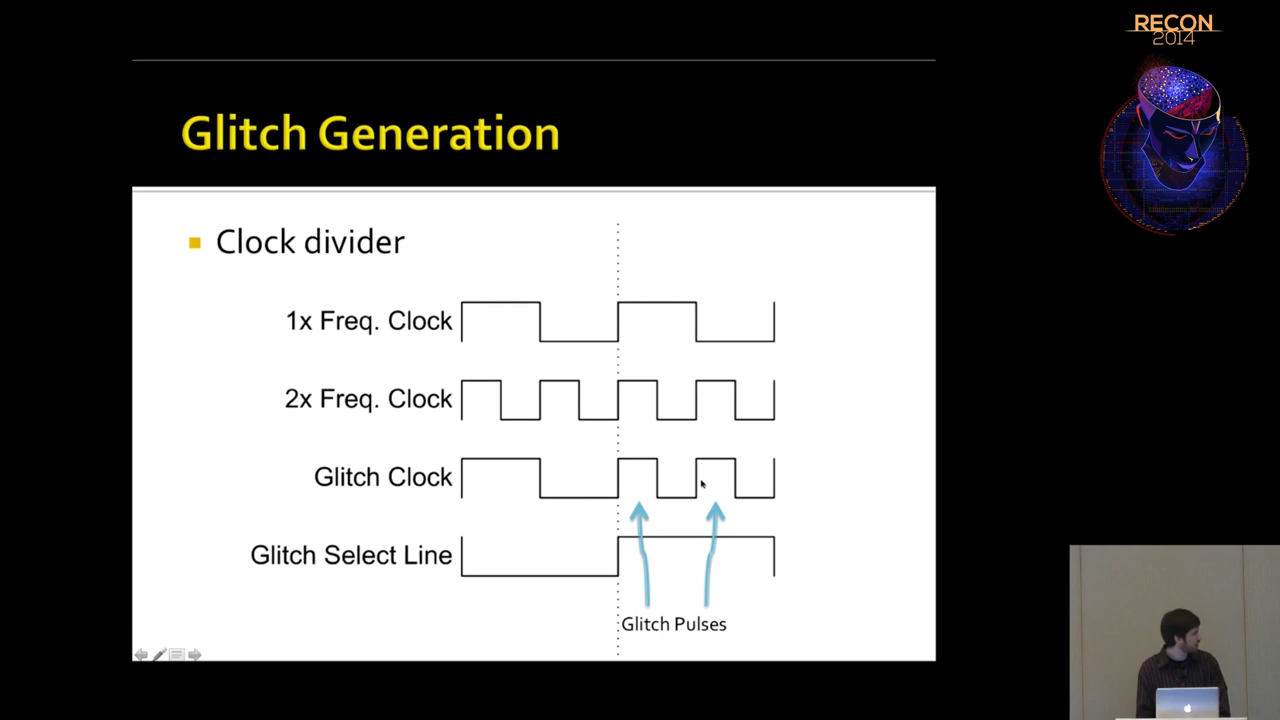 RECON
2014
Glitch Generation
Clock divider
1x Freq. Clock
2x Freq. Clock
Glitch Clock
Glitch Select Line
Glitch Pulses